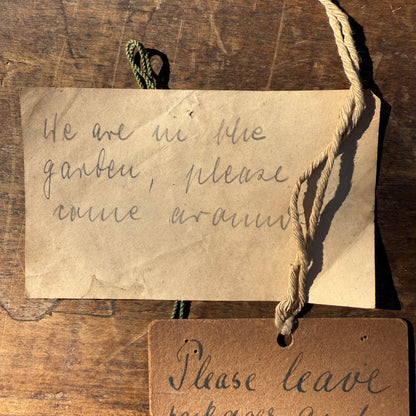 We are in the
garden, please
come around
Please leave